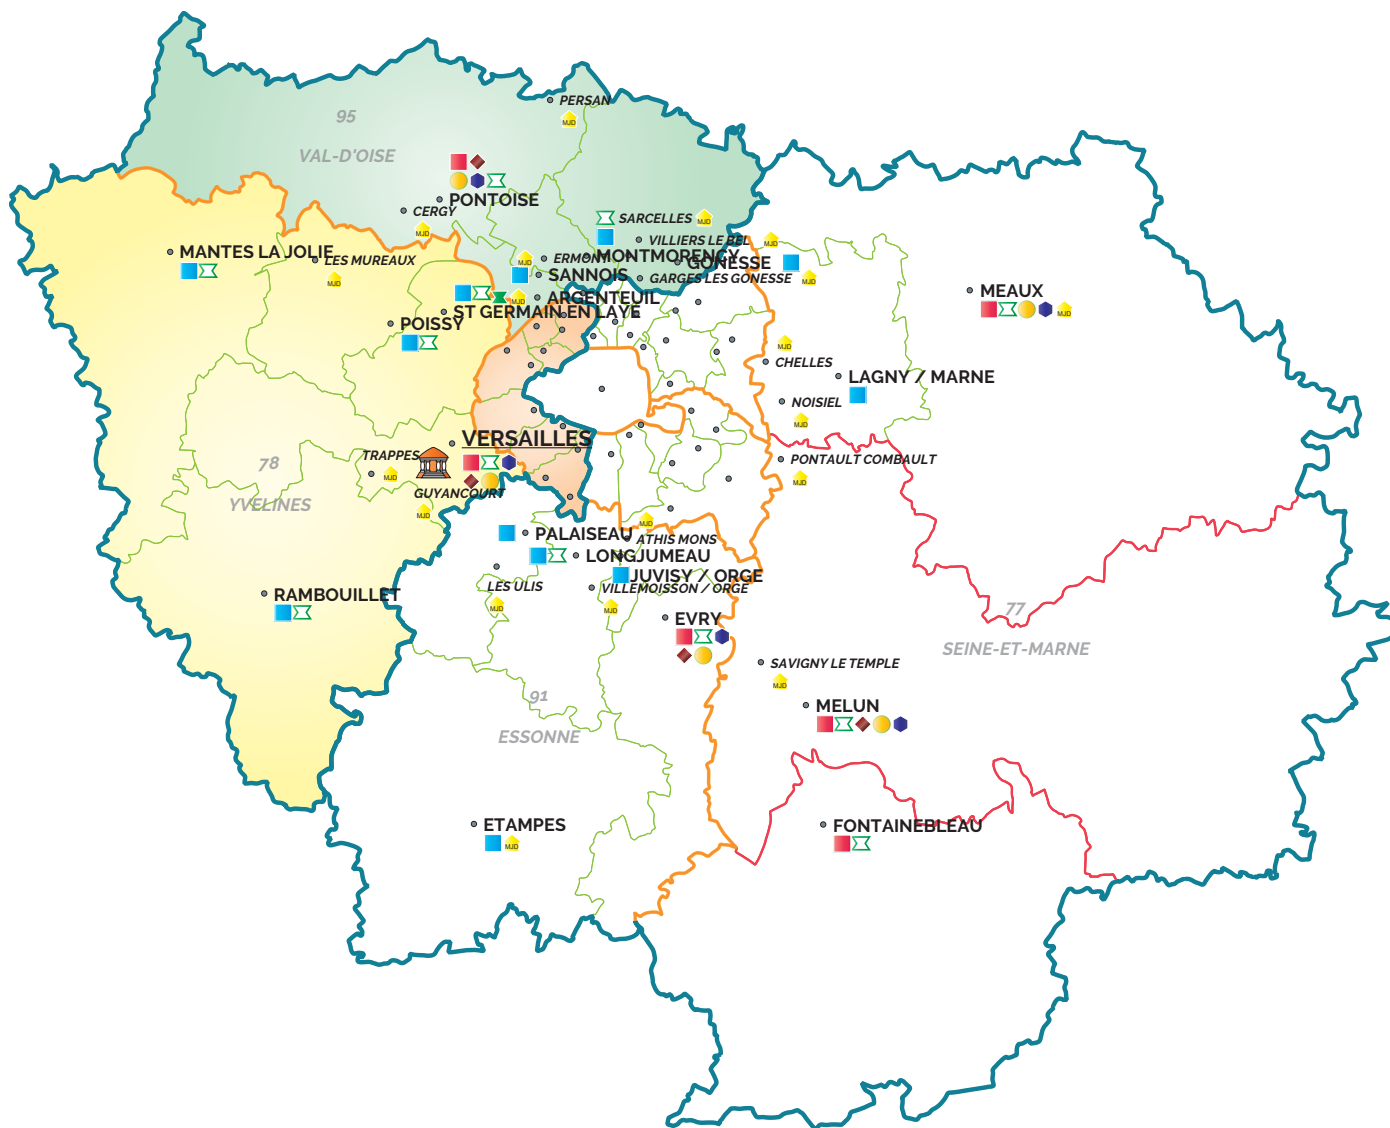 PERSAN
MJD
95
VAL-D'OISE
PONTOISE
CERGY
MJD
SARCELLES
MJD
VILLIERS LE BEL
MJD
MANTES LA JOLIE
LES MUREAUX
MJD
MJD
ERMONT
MONTMORENCY
GONESSE
SANNOIS
GARGES LES GONESSE
MJD
MJD
ARGENTEUIL
ST GERMAIN EN LAYE
POISSY
MEAUX
MJD
MJD
CHELLES
LAGNY / MARNE
NOISIEL
MJD
VERSAILLES
TRAPPES
MJD
78
YVELINES
GUYANCOURT
MJD
PONTAULT COMBAULT
MJD
MJD
PALAISEAU
ATHIS MONS
LONGJUMEAU
JUVISY / ORGE
LES ULIS
MJD
VILLEMOISSON / ORGE
MJD
RAMBOUILLET
EVRY
77
SEINE-ET-MARNE
SAVIGNY LE TEMPLE
MJD
91
ESSONNE
MELUN
ETAMPES
MJD
FONTAINEBLEAU